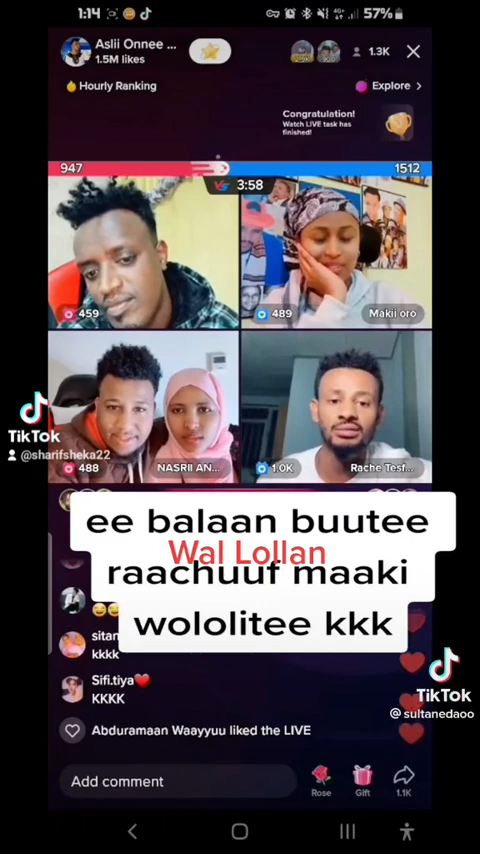 1:14
4G+
57%
Aslii Onnee ...
1.5M likes
1.3K
Hourly Ranking
Explore >
Congratulation!
Watch LIVE task has
finished!
947
1512
VS 3:58
459
489
Makii oro
488
NASRII AN...
1.0K
Rache Tesf...
TikTok
@sharifsheka22
ee balaan buutee
Wal Lollan
raachuuf maaki
wololitee kkk
sitan
kkkk
Sifi.tiya
KKKK
Abduramaan Waayyuu liked the LIVE
TikTok
@sultanedaoo
Add comment
Rose
Gift
1.1K